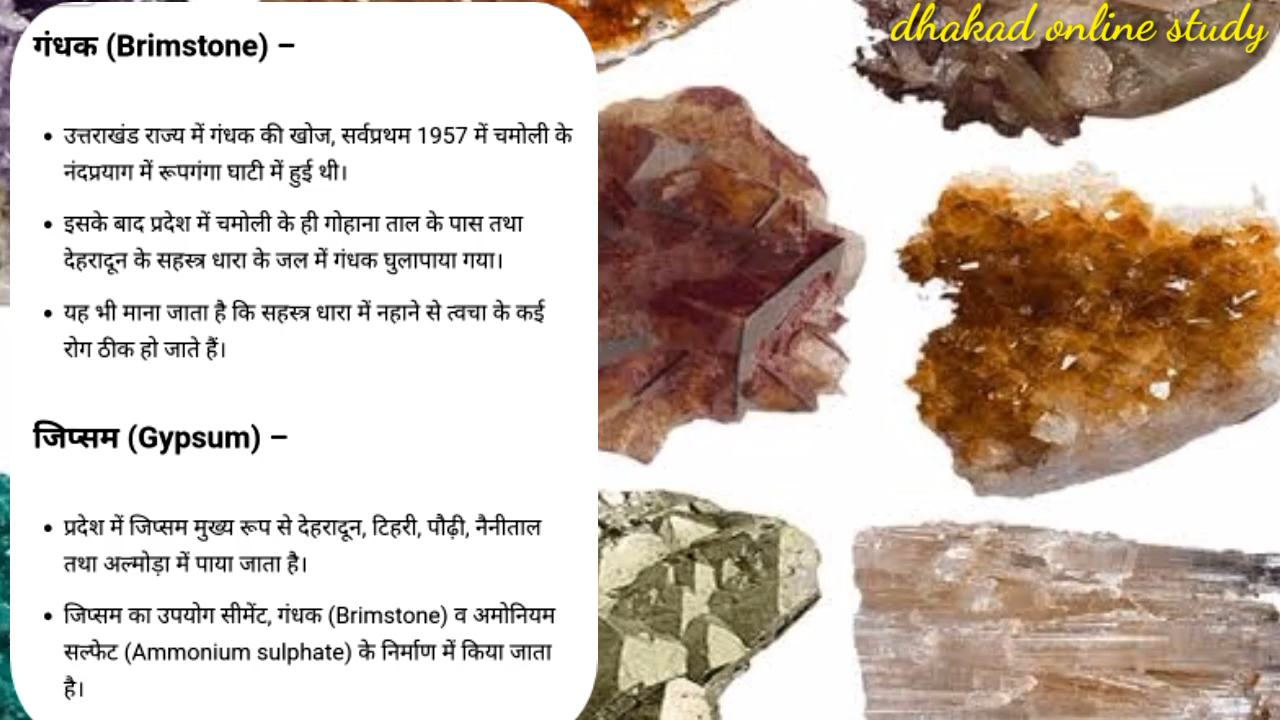 dhakad online study
गंधक (Brimstone) –
• उत्तराखंड राज्य में गंधक की खोज, सर्वप्रथम 1957 में चमोली के
नंदप्रयाग में रूपगंगा घाटी में हुई थी।
• इसके बाद प्रदेश में चमोली के ही गोहाना ताल के पास तथा
देहरादून के सहस्त्र धारा के जल में गंधक घुलापाया गया।
• यह भी माना जाता है कि सहस्त्र धारा में नहाने से त्वचा के कई
रोग ठीक हो जाते हैं।
जिप्सम (Gypsum) –
• प्रदेश में जिप्सम मुख्य रूप से देहरादून, टिहरी, पौढ़ी, नैनीताल
तथा अल्मोड़ा में पाया जाता है।
• जिप्सम का उपयोग सीमेंट, गंधक (Brimstone) व अमोनियम
सल्फेट (Ammonium sulphate) के निर्माण में किया जाता
है।